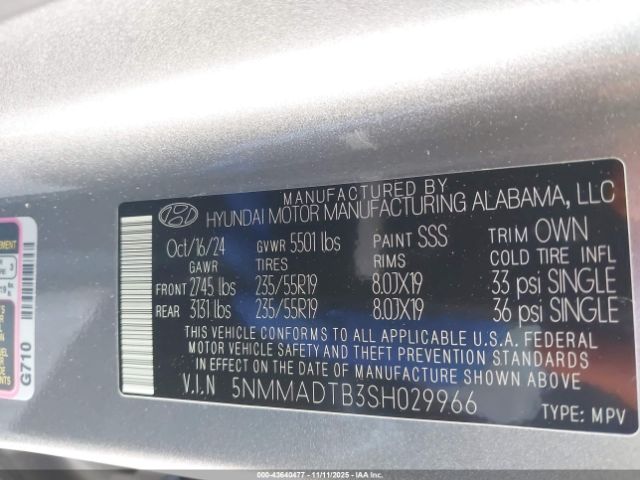 MANUFACTURED BY
HYUNDAI MOTOR MANUFACTURING ALABAMA, LLC
Oct/16/24 GVWR 5501 lbs PAINT SSS TRIM OWN
GAWR TIRES RIMS COLD TIRE INFL
FRONT 2745 lbs 235/55R19 8.0JX19 33 psi SINGLE
REAR 3131 lbs 235/55R19 8.0JX19 36 psi SINGLE
THIS VEHICLE CONFORMS TO ALL APPLICABLE U.S.A. FEDERAL
MOTOR VEHICLE SAFETY AND THEFT PREVENTION STANDARDS
IN EFFECT ON THE DATE OF MANUFACTURE SHOWN ABOVE.
V.I.N 5NMMADTB3SH029966
TYPE: MPV
G710
000-43640477 - 11/11/2025 - IAAI.COM